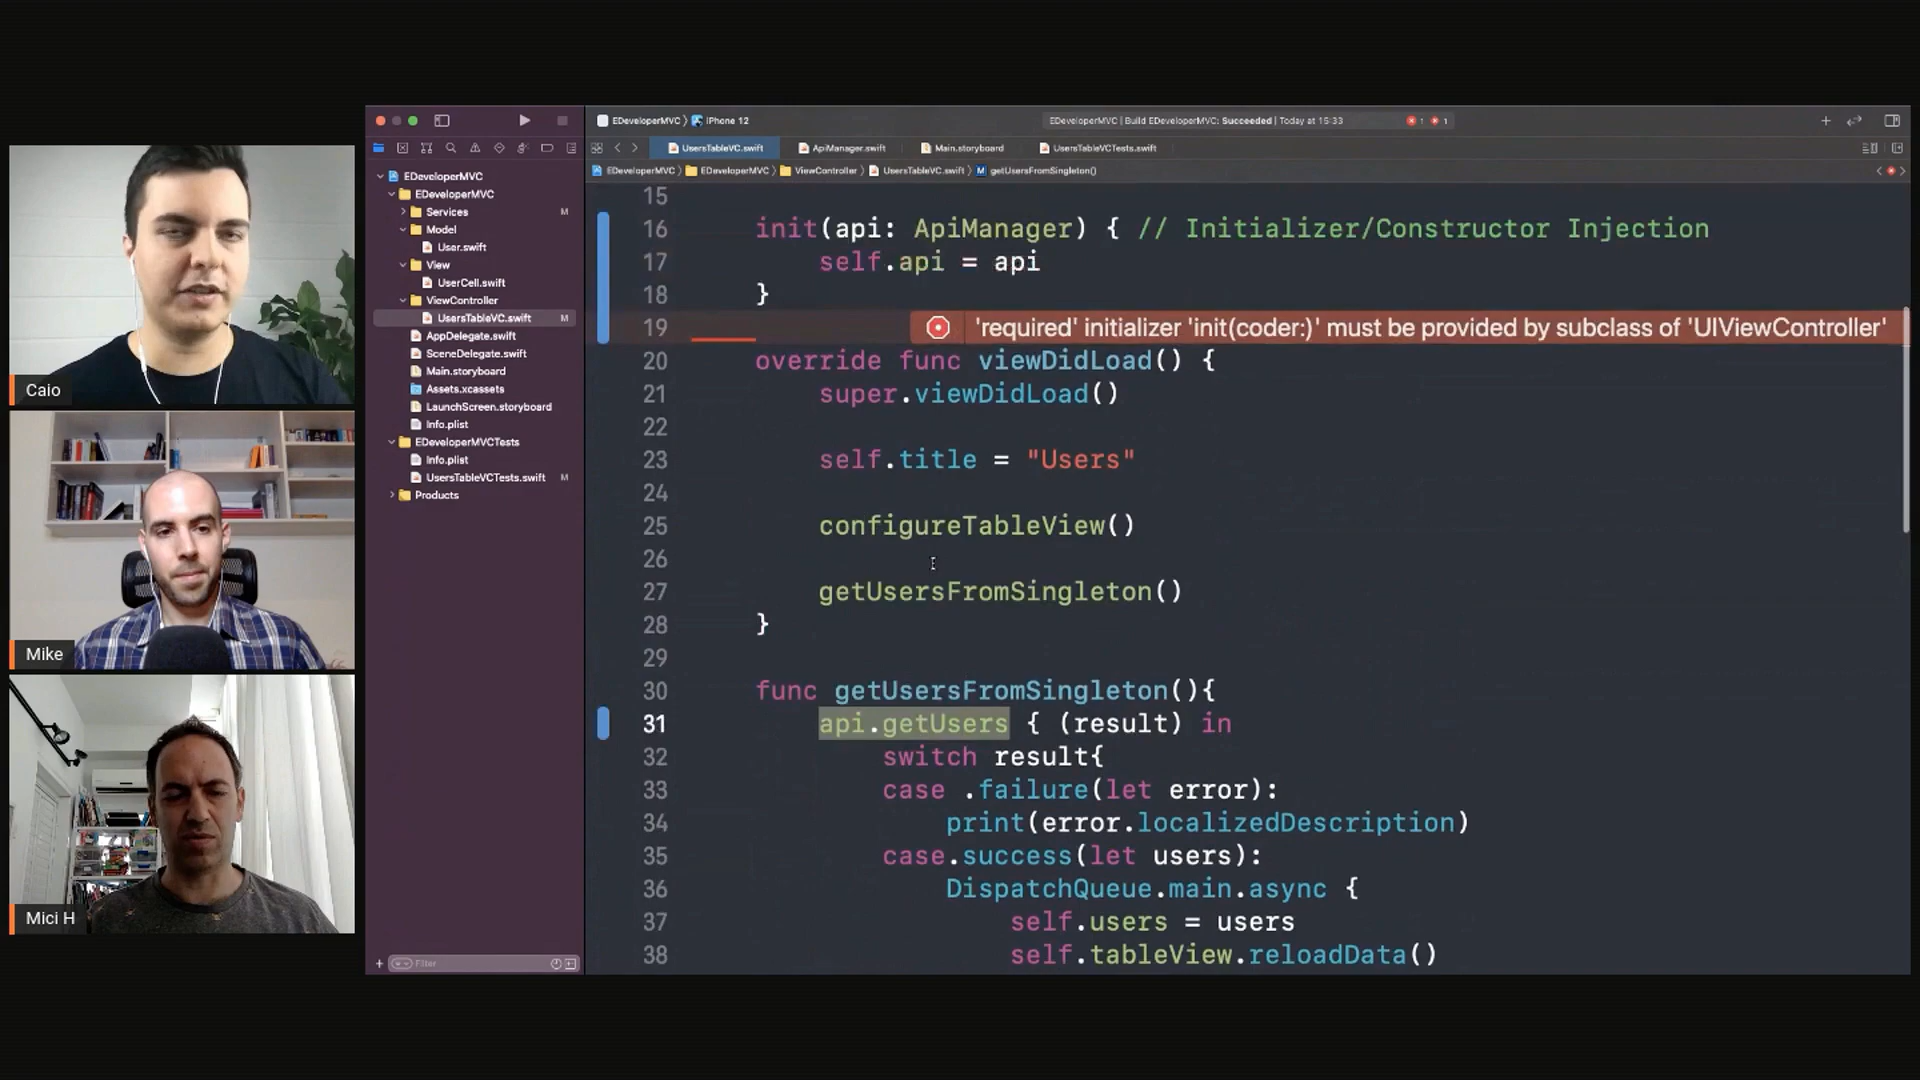 Caio
Mike
Mici H
EDeveloperMVC
EDeveloperMVC
Services M
Model
User.swift
View
UserCell.swift
ViewController
UsersTableVC.swift M
AppDelegate.swift
SceneDelegate.swift
Main.storyboard
Assets.xcassets
LaunchScreen.storyboard
Info.plist
EDeveloperMVCTests
Info.plist
UsersTableVCTests.swift M
Products
Filter
EDeveloperMVC iPhone 12
EDeveloperMVC | Build EDeveloperMVC: Succeeded | Today at 15:33 1 1
UsersTableVC.swift ApiManager.swift Main.storyboard UsersTableVCTests.swift
EDeveloperMVC EDeveloperMVC ViewController UsersTableVC.swift M getUsersFromSingleton()
15
16 init(api: ApiManager) { // Initializer/Constructor Injection
17 self.api = api
18 }
19 'required' initializer 'init(coder:)' must be provided by subclass of 'UIViewController'
20 override func viewDidLoad() {
21 super.viewDidLoad()
22
23 self.title = "Users"
24
25 configureTableView()
26
27 getUsersFromSingleton()
28 }
29
30 func getUsersFromSingleton(){
31 api.getUsers { (result) in
32 switch result{
33 case .failure(let error):
34 print(error.localizedDescription)
35 case.success(let users):
36 DispatchQueue.main.async {
37 self.users = users
38 self.tableView.reloadData()